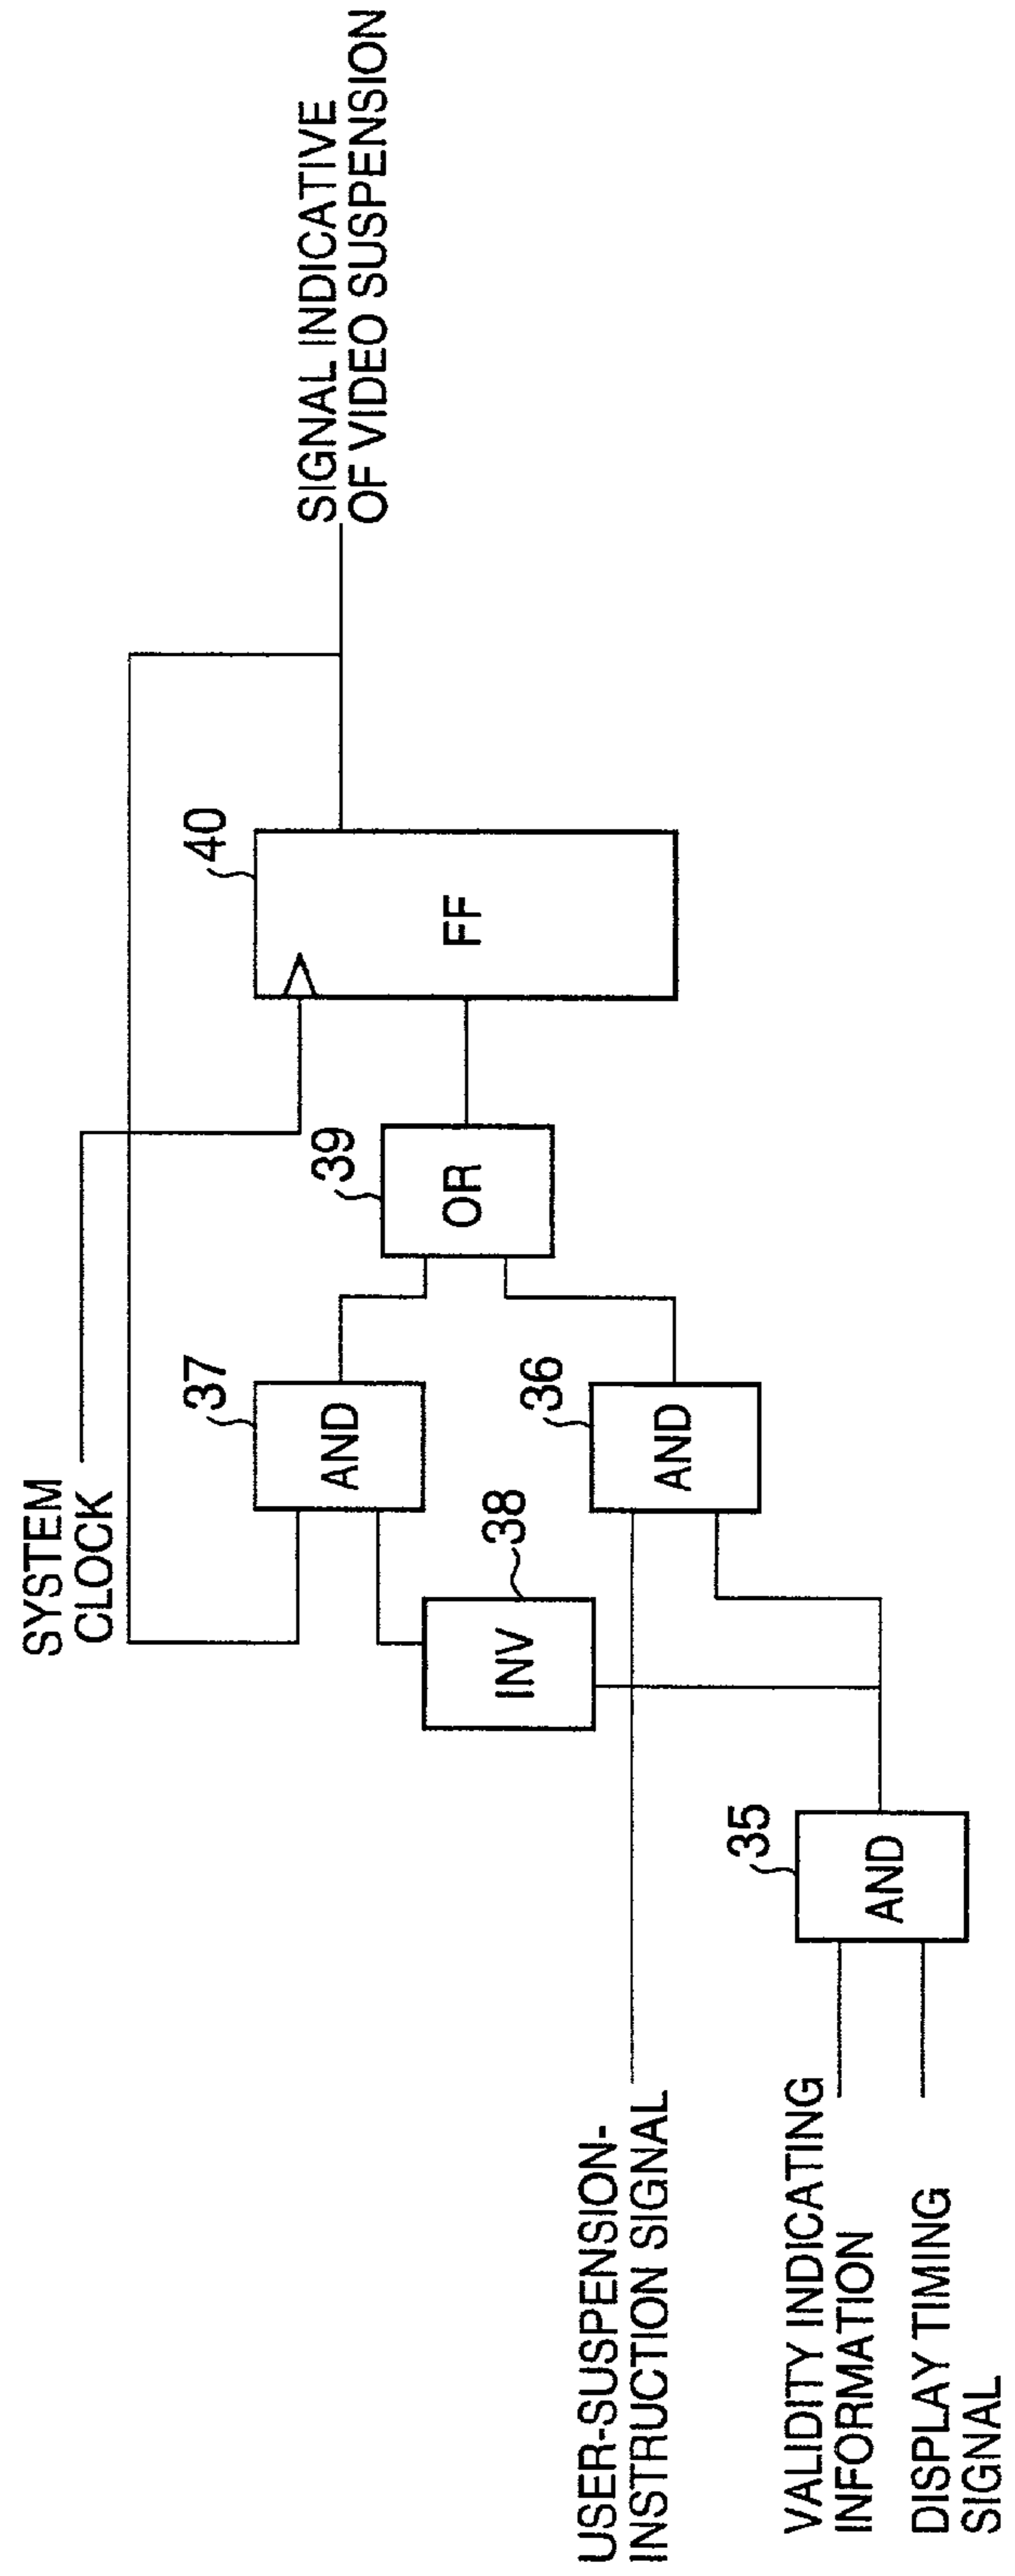 SYSTEM
CLOCK
40
SIGNAL INDICATIVE
OF VIDEO SUSPENSION
37
AND
39
OR
FF
38
INV
36
AND
USER-SUSPENSION-
INSTRUCTION SIGNAL
35
AND
VALIDITY INDICATING
INFORMATION
DISPLAY TIMING
SIGNAL